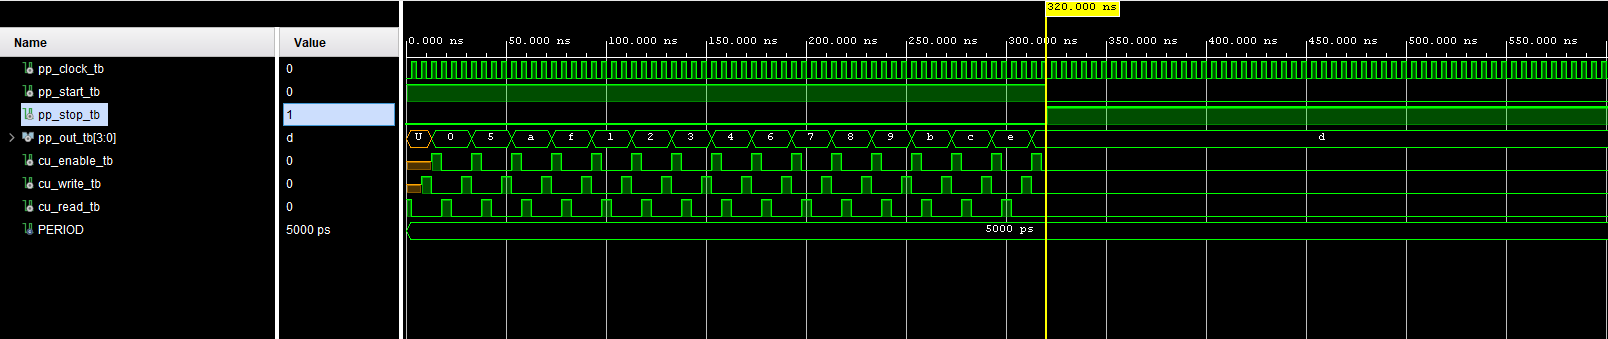 320.000 ns
Name Value
0.000 ns 50.000 ns 100.000 ns 150.000 ns 200.000 ns 250.000 ns 300.000 350.000 ns 400.000 ns 450.000 ns 500.000 ns 550.000 ns
pp_clock_tb 0
pp_start_tb 0
pp_stop_tb 1
pp_out_tb[3:0] d U 0 5 a f 1 2 3 4 6 7 8 9 b c e d
cu_enable_tb 0
cu_write_tb 0
cu_read_tb 0
PERIOD 5000 ps 5000 ps